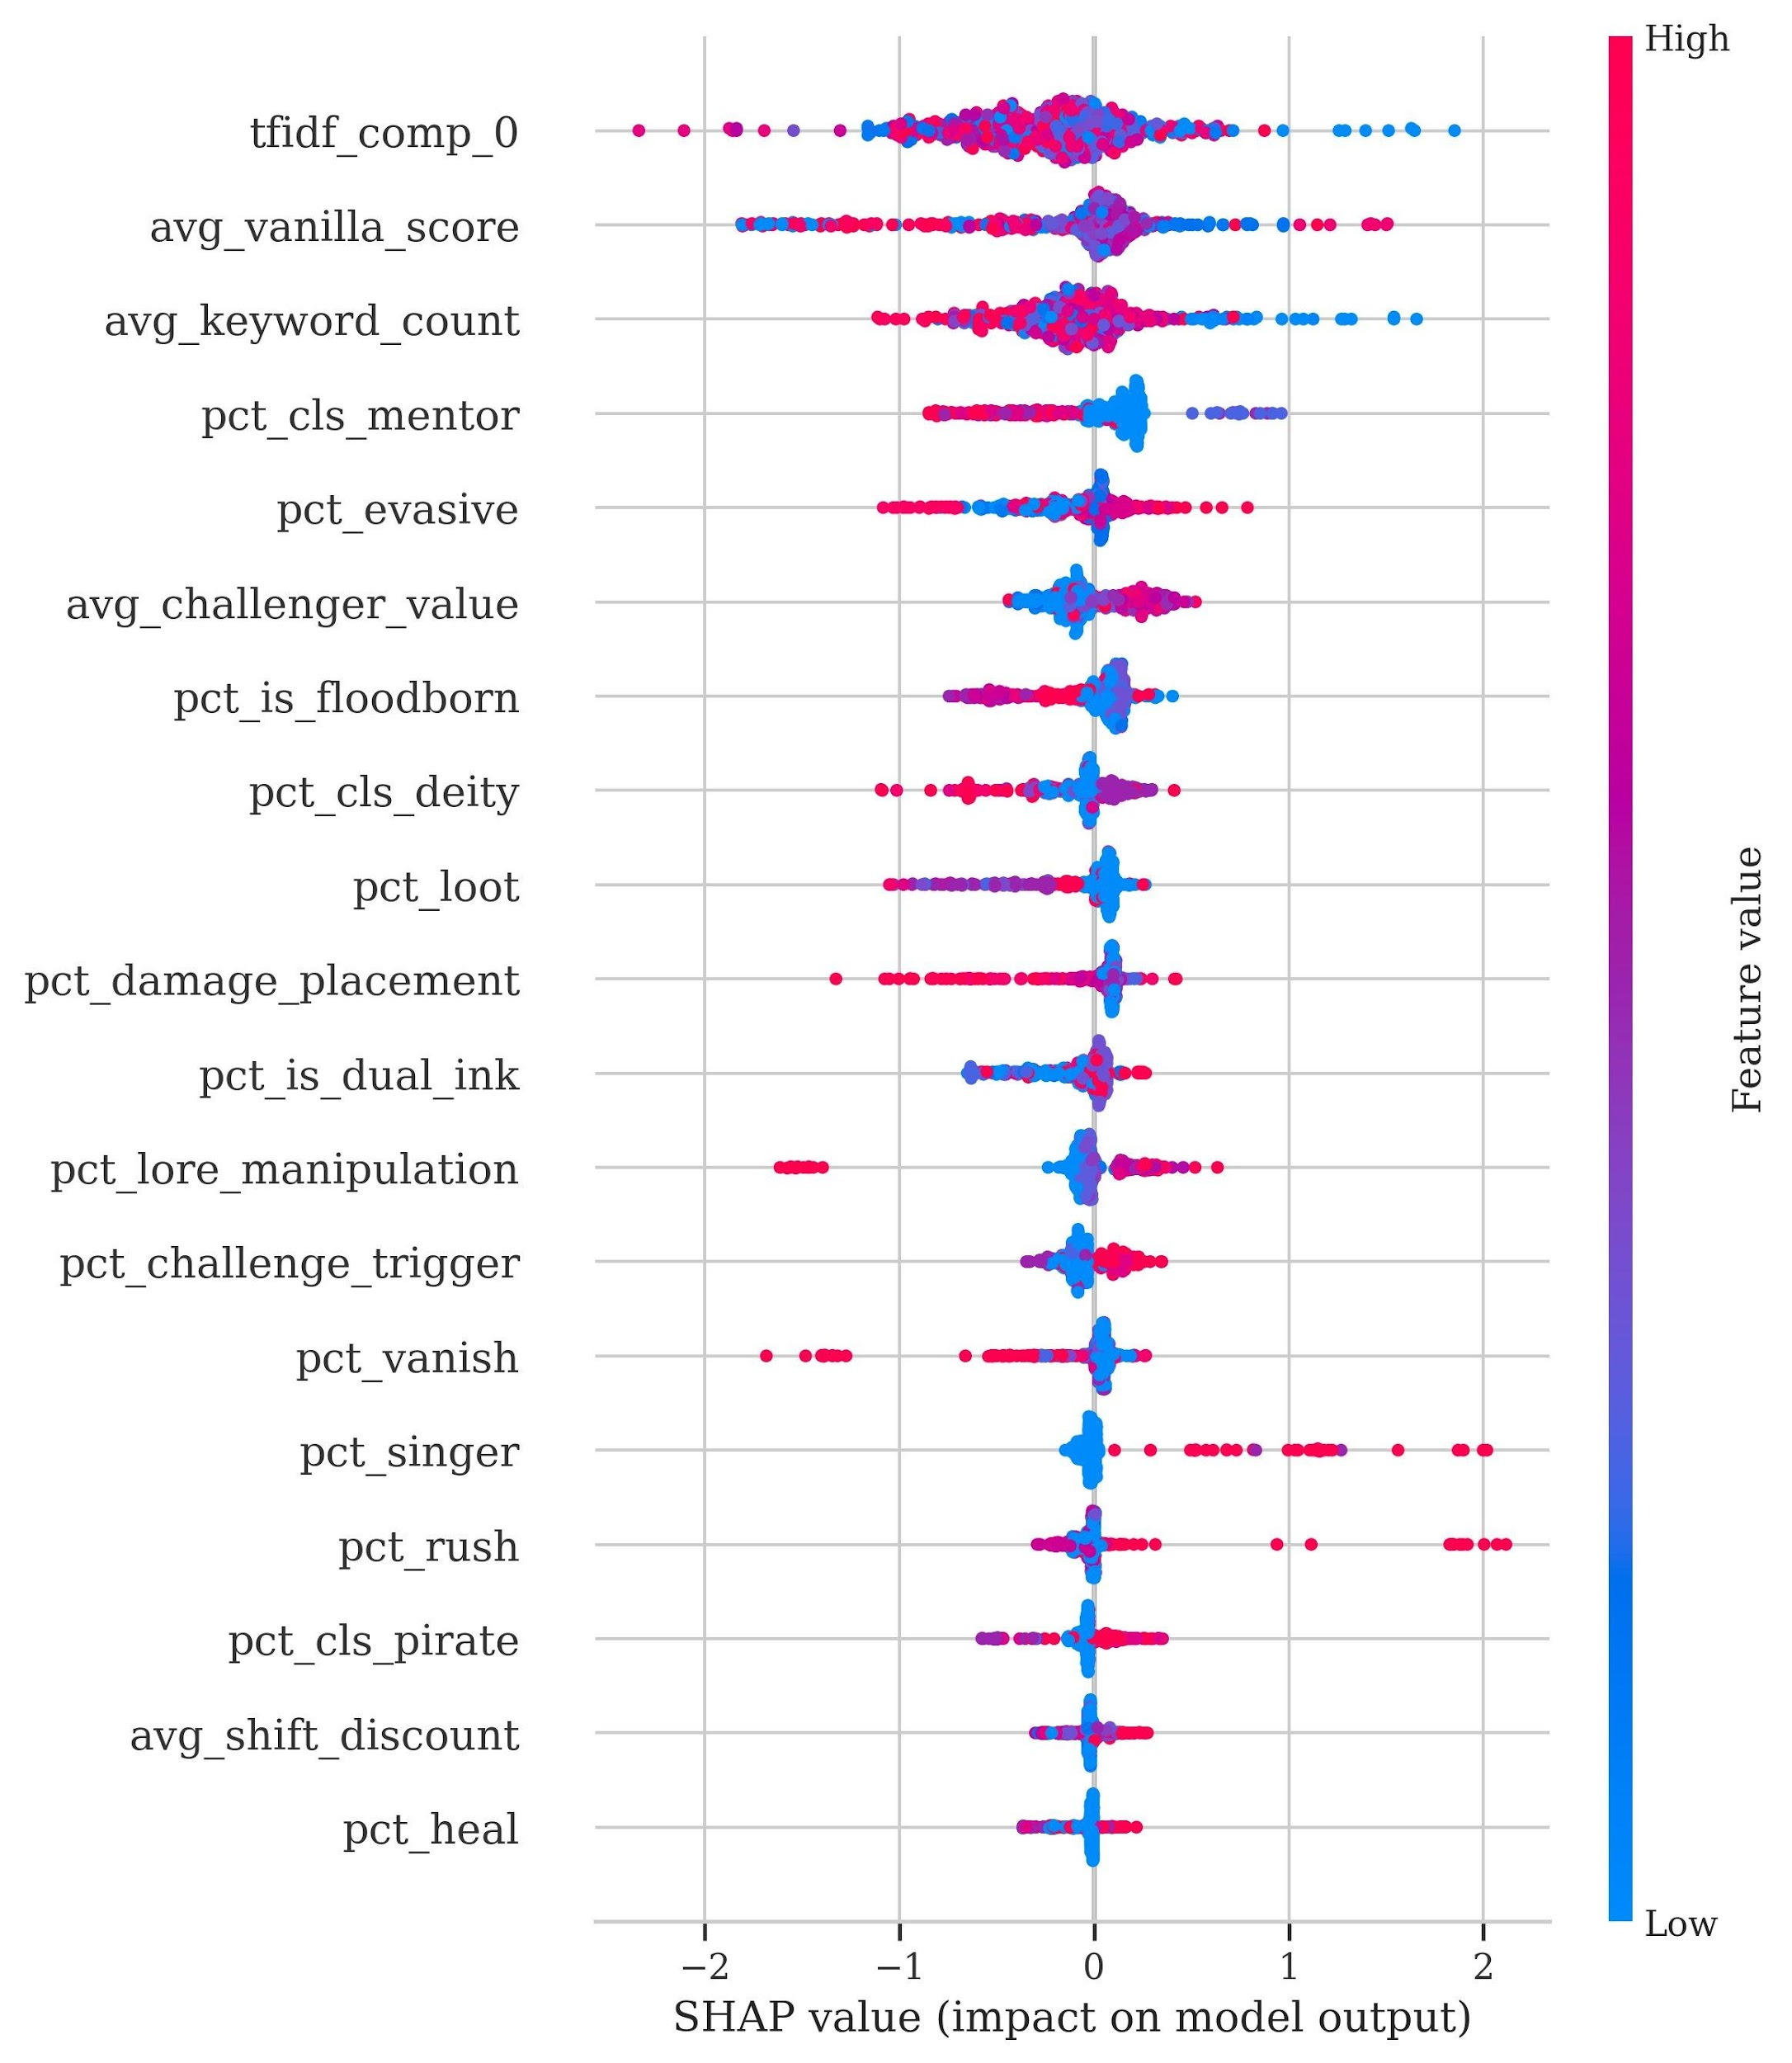 High
tfidf_comp_0
avg_vanilla_score
avg_keyword_count
pct_cls_mentor
pct_evasive
avg_challenger_value
pct_is_floodborn
pct_cls_deity
pct_loot
pct_damage_placement
pct_is_dual_ink
pct_lore_manipulation
pct_challenge_trigger
pct_vanish
pct_singer
pct_rush
pct_cls_pirate
avg_shift_discount
pct_heal
Feature value
Low
−2 −1 0 1 2
SHAP value (impact on model output)